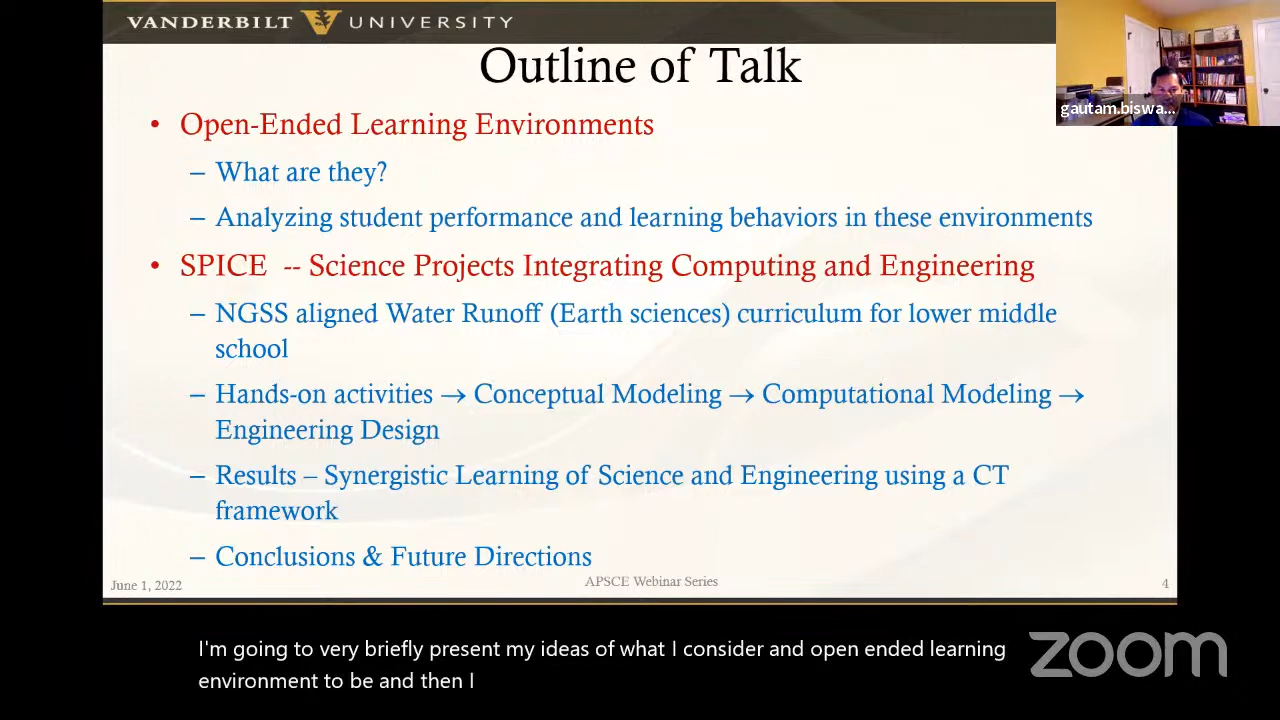 VANDERBILT UNIVERSITY
Outline of Talk
gautam.biswa...
• Open-Ended Learning Environments
– What are they?
– Analyzing student performance and learning behaviors in these environments
• SPICE -- Science Projects Integrating Computing and Engineering
– NGSS aligned Water Runoff (Earth sciences) curriculum for lower middle
school
– Hands-on activities → Conceptual Modeling → Computational Modeling →
Engineering Design
– Results – Synergistic Learning of Science and Engineering using a CT
framework
– Conclusions & Future Directions
June 1, 2022
APSCE Webinar Series
4
I'm going to very briefly present my ideas of what I consider and open ended learning
environment to be and then I
zoom